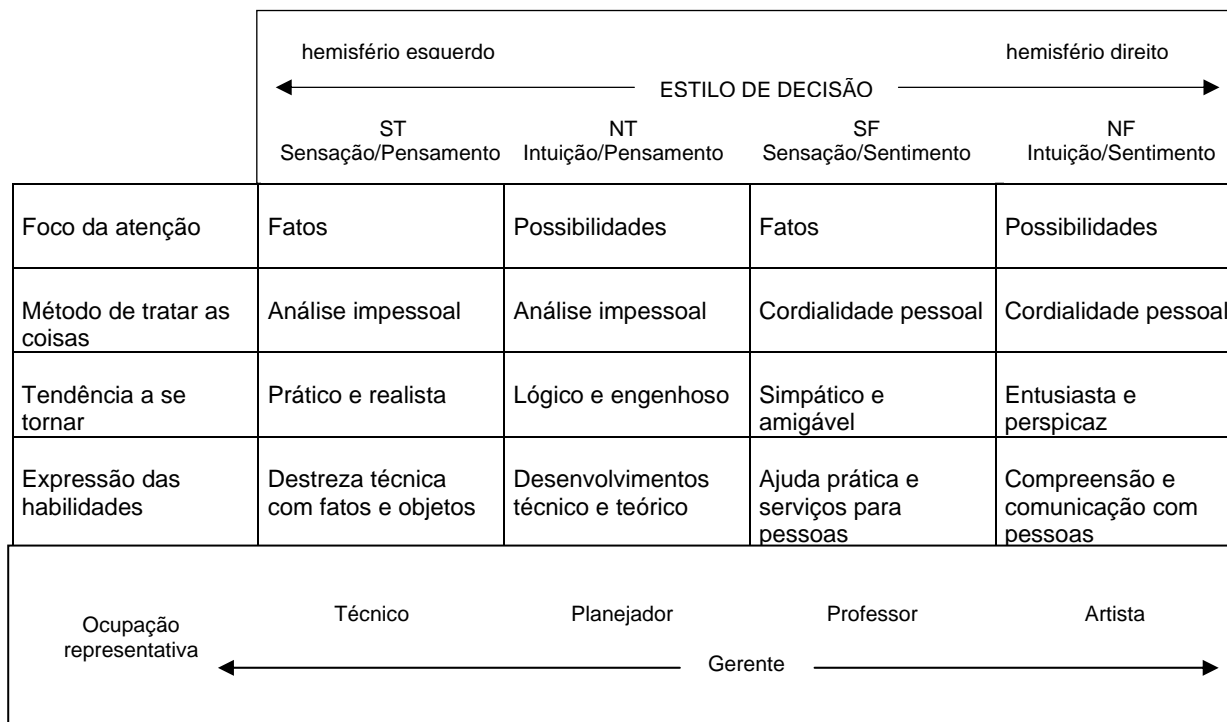 hemisfério esquerdo hemisfério direito
ESTILO DE DECISÃO
ST NT SF NF
Sensação/Pensamento Intuição/Pensamento Sensação/Sentimento Intuição/Sentimento
Foco da atenção Fatos Possibilidades Fatos Possibilidades
Método de tratar as Análise impessoal Análise impessoal Cordialidade pessoal Cordialidade pessoal
coisas
Tendência a se Prático e realista Lógico e engenhoso Simpático e Entusiasta e
tornar amigável perspicaz
Expressão das Destreza técnica Desenvolvimentos Ajuda prática e Compreensão e
habilidades com fatos e objetos técnico e teórico serviços para comunicação com
pessoas pessoas
Técnico Planejador Professor Artista
Ocupação
representativa
Gerente